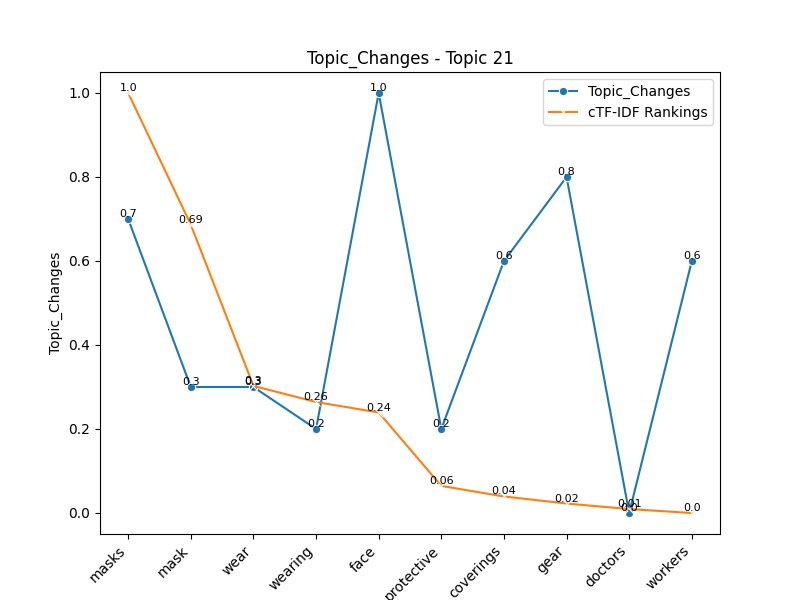 Topic_Changes - Topic 21
Topic_Changes
cTF-IDF Rankings
Topic_Changes
1.0
0.8
0.6
0.4
0.2
0.0
0.7
0.3
0.3
0.2
1.0
0.2
0.6
0.8
0.0
0.6
1.0
0.69
0.3
0.26
0.24
0.06
0.04
0.02
0.01
0.0
masks
mask
wear
wearing
face
protective
coverings
gear
doctors
workers